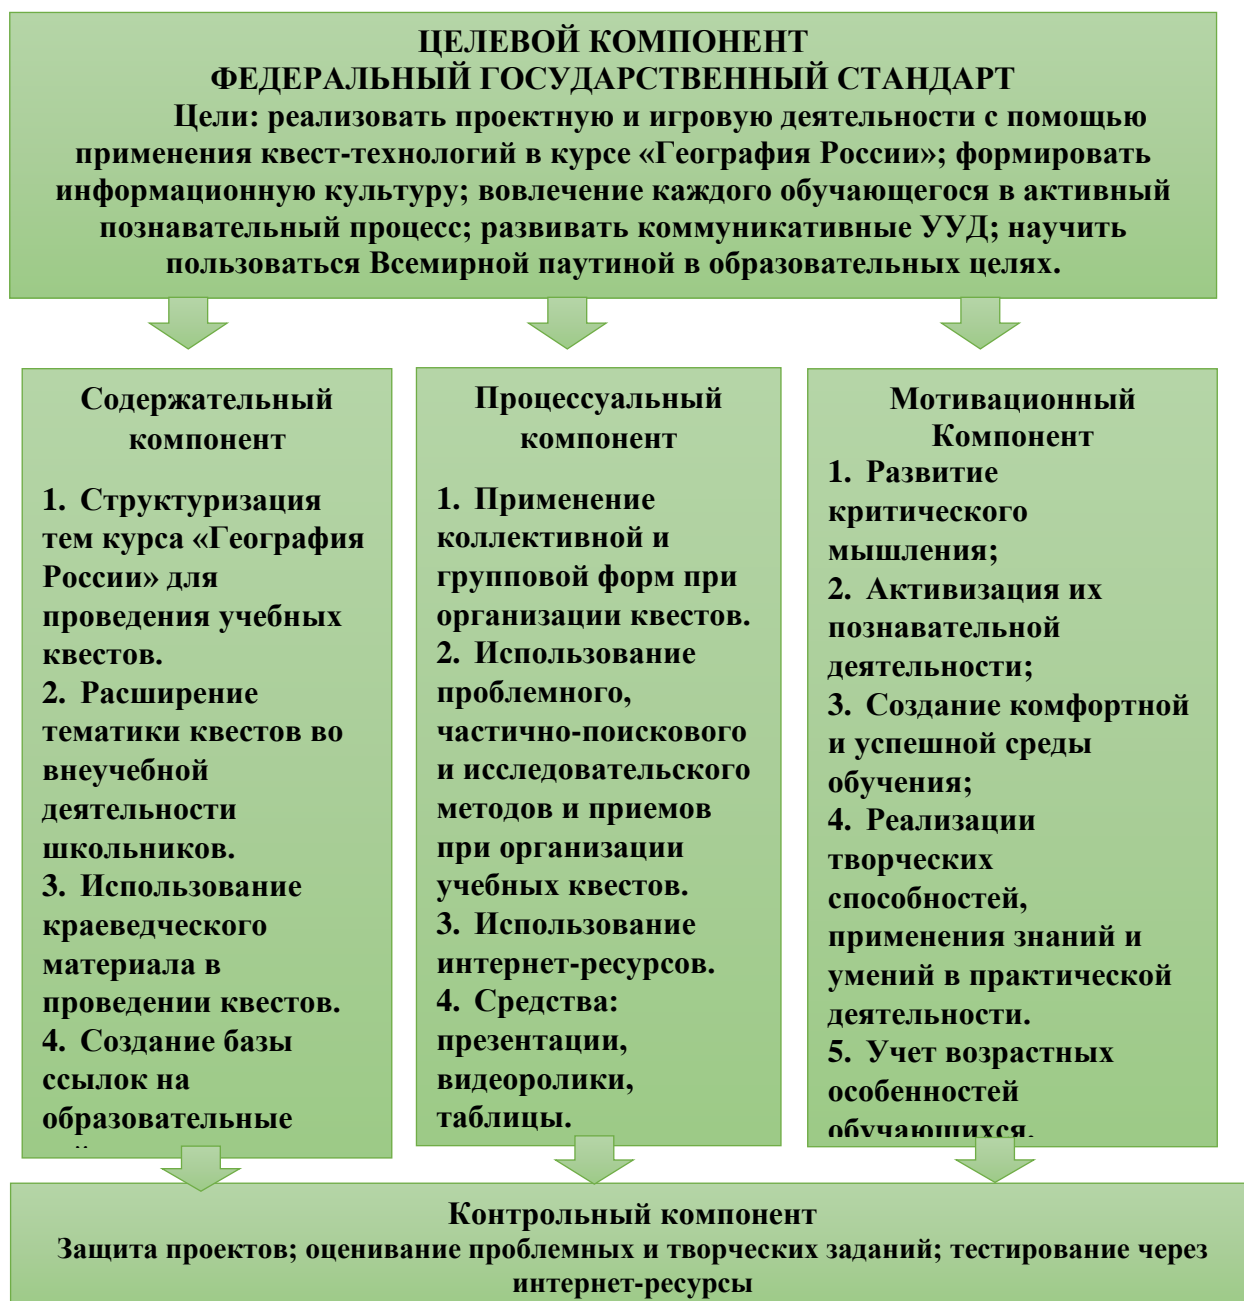 ЦЕЛЕВОЙ КОМПОНЕНТ
ФЕДЕРАЛЬНЫЙ ГОСУДАРСТВЕННЫЙ СТАНДАРТ
Цели: реализовать проектную и игровую деятельности с помощью
применения квест-технологий в курсе «География России»; формировать
информационную культуру; вовлечение каждого обучающегося в активный
познавательный процесс; развивать коммуникативные УУД; научить
пользоваться Всемирной паутиной в образовательных целях.
Содержательный
компонент
1. Структуризация
тем курса «География
России» для
проведения учебных
квестов.
2. Расширение
тематики квестов во
внеучебной
деятельности
школьников.
3. Использование
краеведческого
материала в
проведении квестов.
4. Создание базы
ссылок на
образовательные
Процессуальный
компонент
1. Применение
коллективной и
групповой форм при
организации квестов.
2. Использование
проблемного,
частично-поискового
и исследовательского
методов и приемов
при организации
учебных квестов.
3. Использование
интернет-ресурсов.
4. Средства:
презентации,
видеоролики,
таблицы.
Мотивационный
Компонент
1. Развитие
критического
мышления;
2. Активизация их
познавательной
деятельности;
3. Создание комфортной
и успешной среды
обучения;
4. Реализации
творческих
способностей,
применения знаний и
умений в практической
деятельности.
5. Учет возрастных
особенностей
обучающихся.
Контрольный компонент
Защита проектов; оценивание проблемных и творческих заданий; тестирование через
интернет-ресурсы